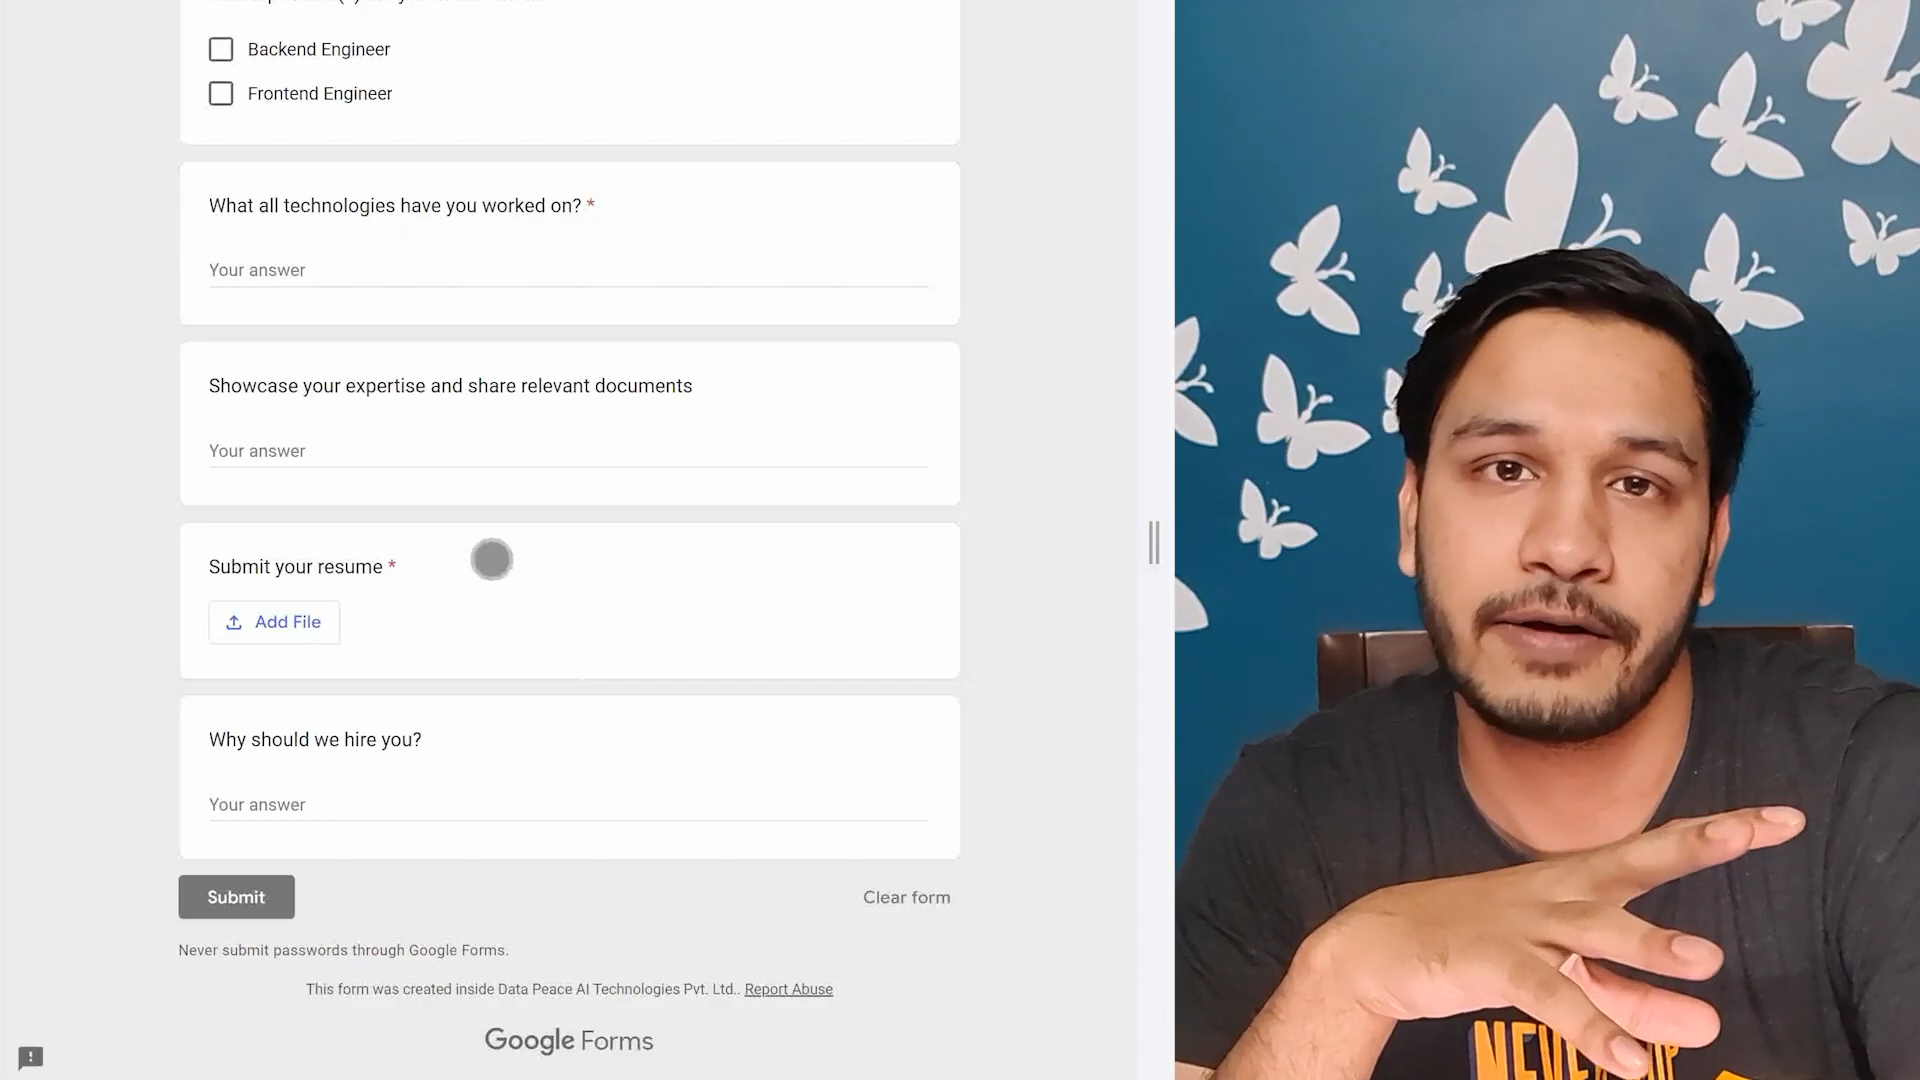 Backend Engineer
Frontend Engineer
What all technologies have you worked on? *
Your answer
Showcase your expertise and share relevant documents
Your answer
Submit your resume *
Add File
Why should we hire you?
Your answer
Submit
Clear form
Never submit passwords through Google Forms.
This form was created inside Data Peace AI Technologies Pvt. Ltd.. Report Abuse
Google Forms